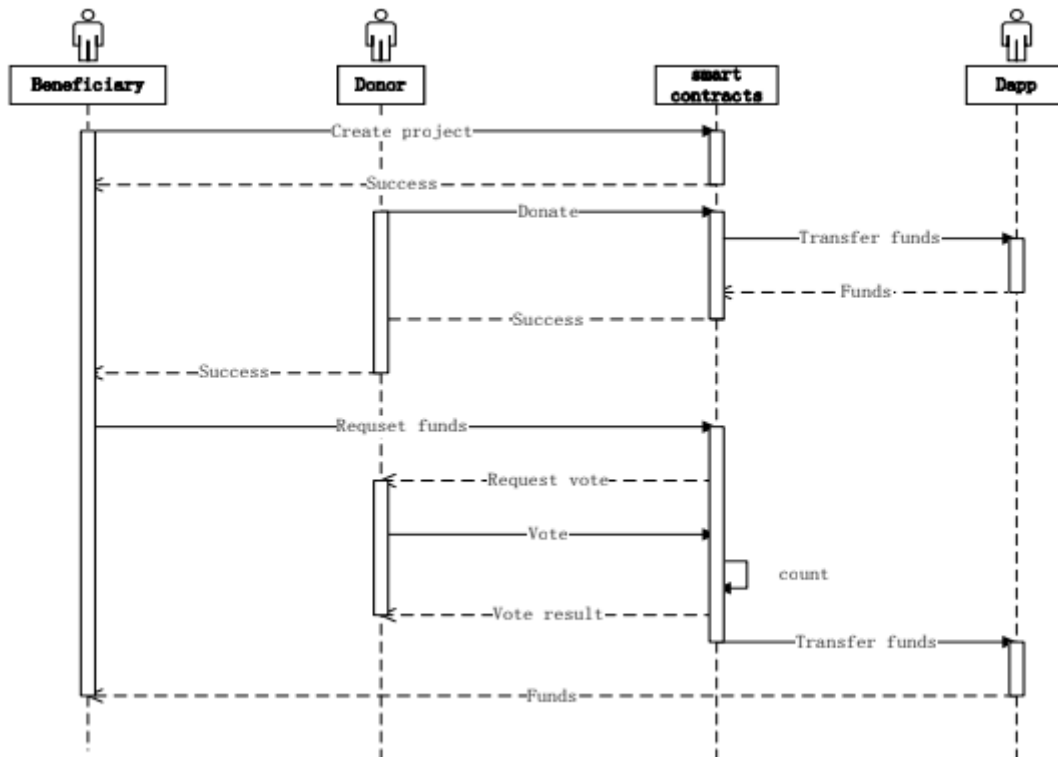 Beneficiary
Donor
smart
contracts
Dapp
Create project
Success
Donate
Transfer funds
Funds
Success
Success
Requset funds
Request vote
Vote
count
Vote result
Transfer funds
Funds